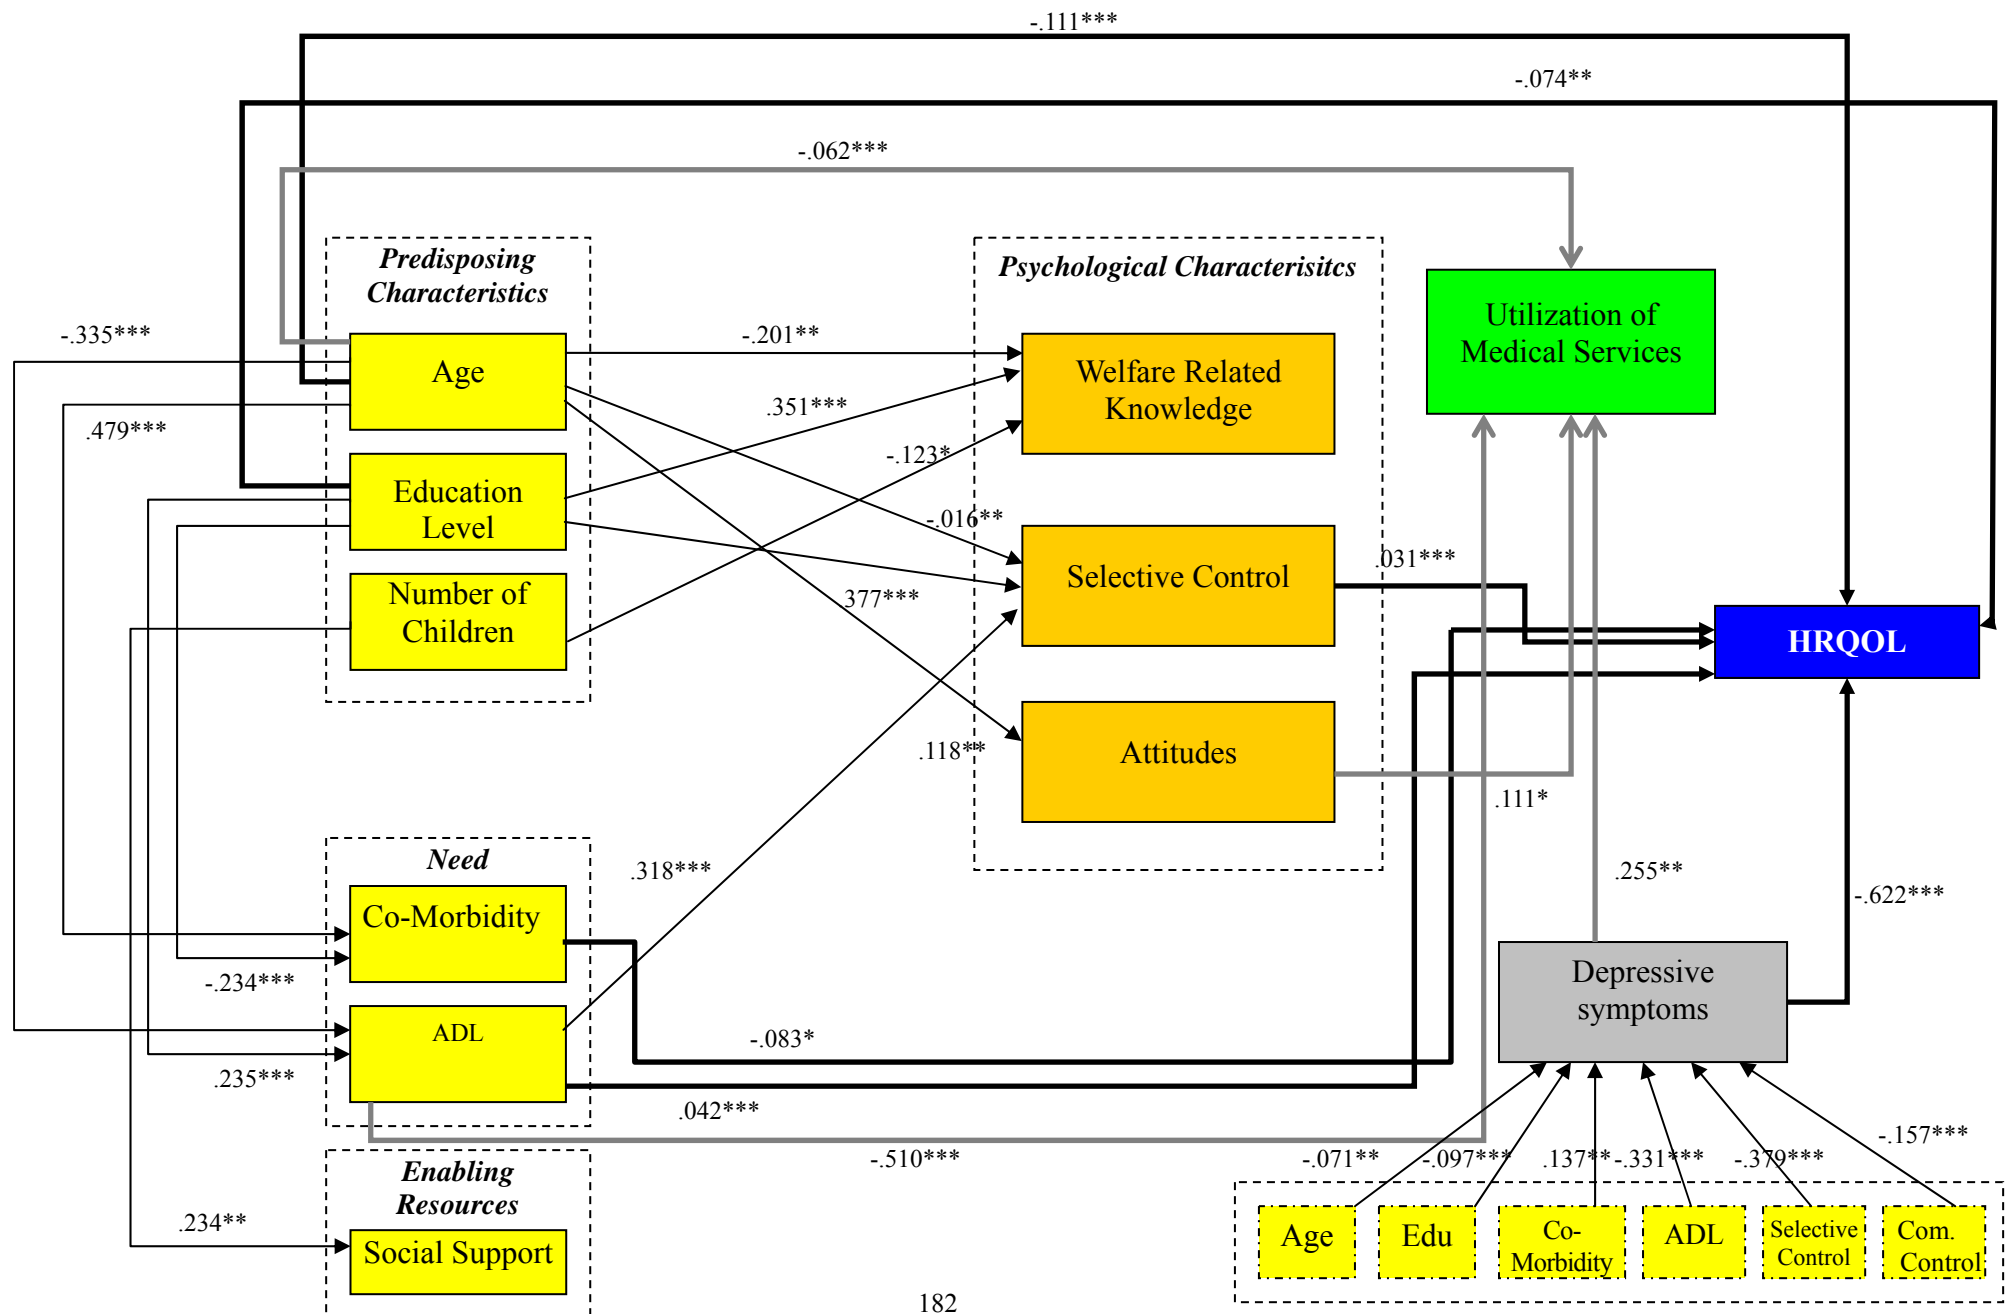 -.111***
-.074**
-.062***
Predisposing
Characteristics
Psychological Characterisitcs
Utilization of
Medical Services
-.335***
Age
-.201**
Welfare Related
Knowledge
.351***
.479***
-.123*
Education
Level
-.016**
.031***
Selective Control
Number of
Children
377***
HRQOL
.118**
Attitudes
.111*
Need
.318***
.255**
-.622***
Co-Morbidity
-.234***
Depressive
symptoms
ADL
-.083*
.235***
.042***
-.510***
-.071**
-.097***
.137**
-.331***
-.379***
-.157***
Enabling
Resources
.234**
Social Support
Age
Edu
Co-
Morbidity
ADL
Selective
Control
Com.
Control
182